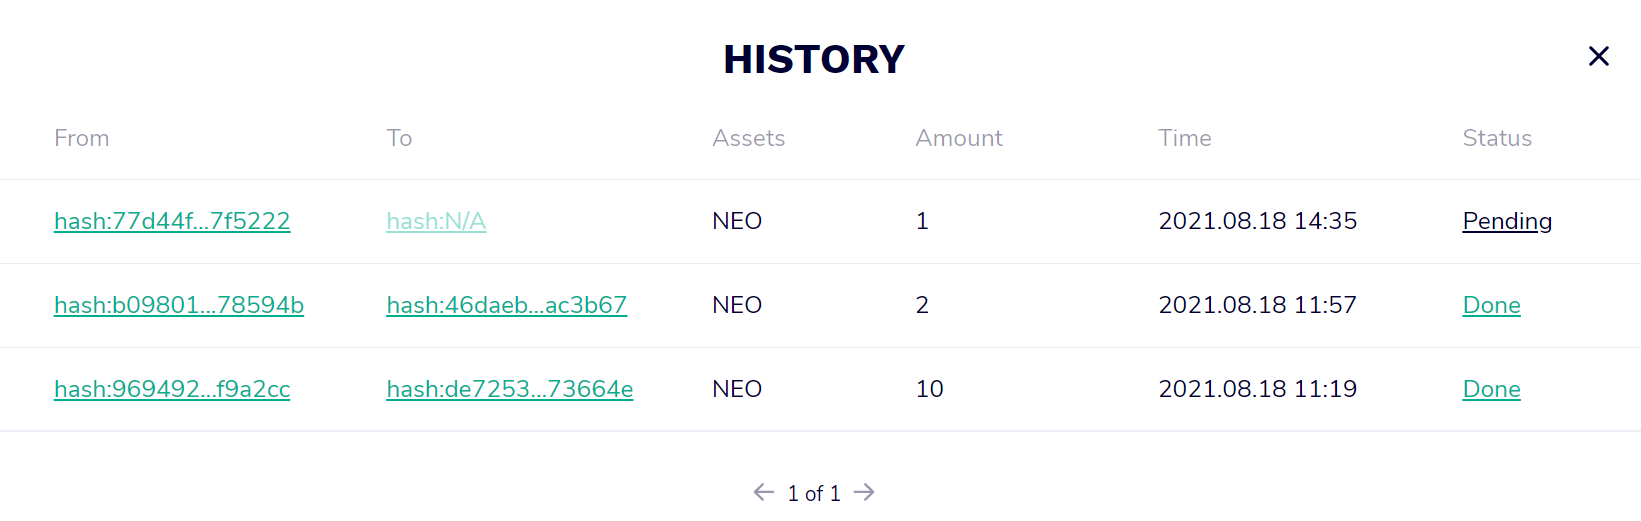 HISTORY
From To Assets Amount Time Status
hash:77d44f...7f5222 hash:N/A NEO 1 2021.08.18 14:35 Pending
hash:b09801...78594b hash:46daeb...ac3b67 NEO 2 2021.08.18 11:57 Done
hash:969492...f9a2cc hash:de7253...73664e NEO 10 2021.08.18 11:19 Done
1 of 1